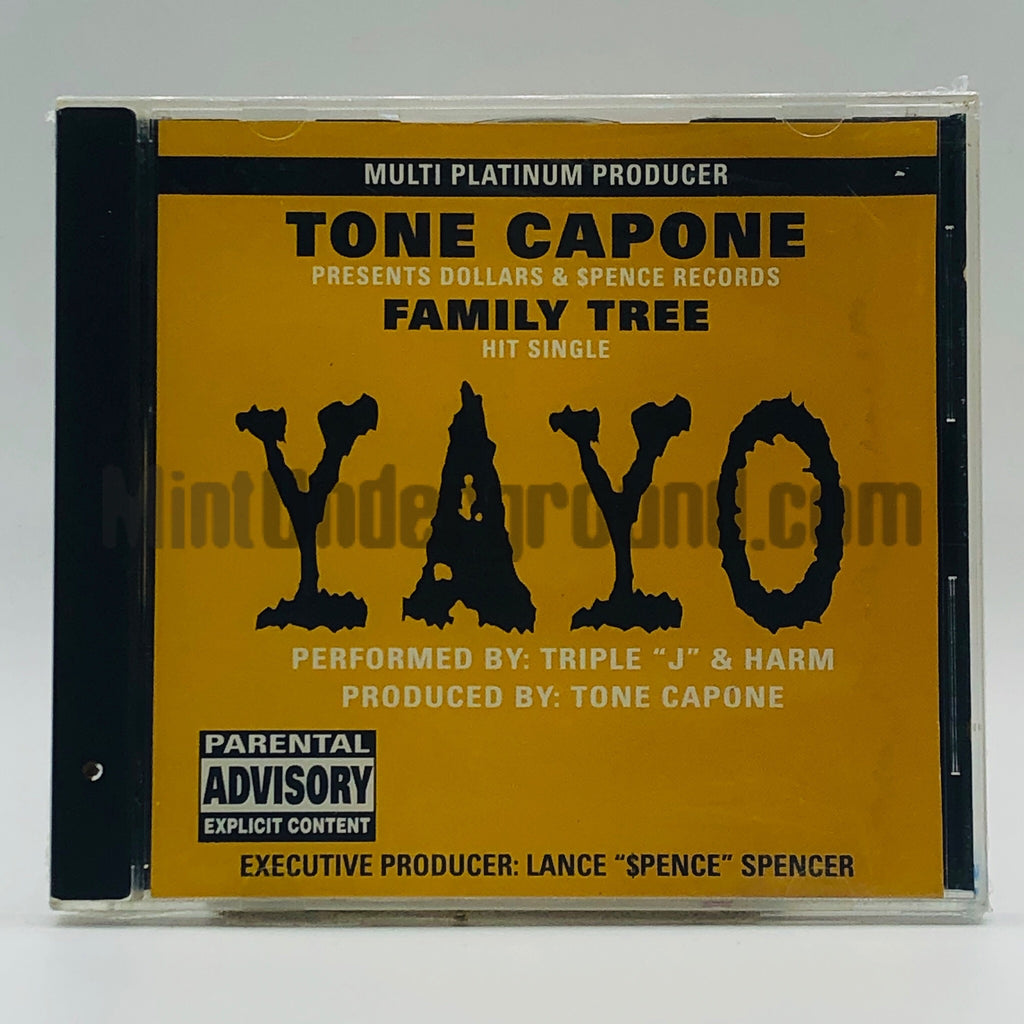 MULTI PLATINUM PRODUCER
TONE CAPONE
PRESENTS DOLLARS & $PENCE RECORDS
FAMILY TREE
HIT SINGLE
YAYO
MintUnderground.com
PERFORMED BY: TRIPLE “J” & HARM
PRODUCED BY: TONE CAPONE
PARENTAL
ADVISORY
EXPLICIT CONTENT
EXECUTIVE PRODUCER: LANCE “$PENCE” SPENCER